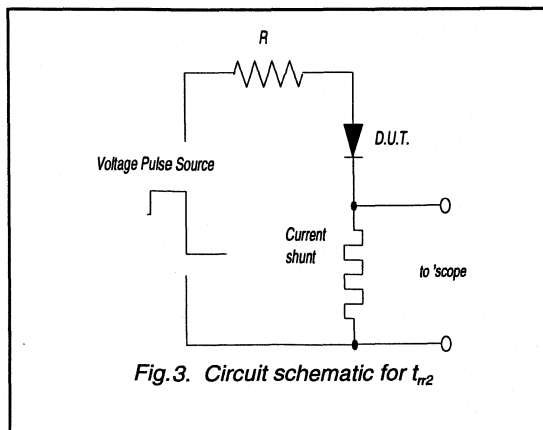 R
D.U.T.
Voltage Pulse Source
Current
shunt
to 'scope
Fig.3. Circuit schematic for trr2